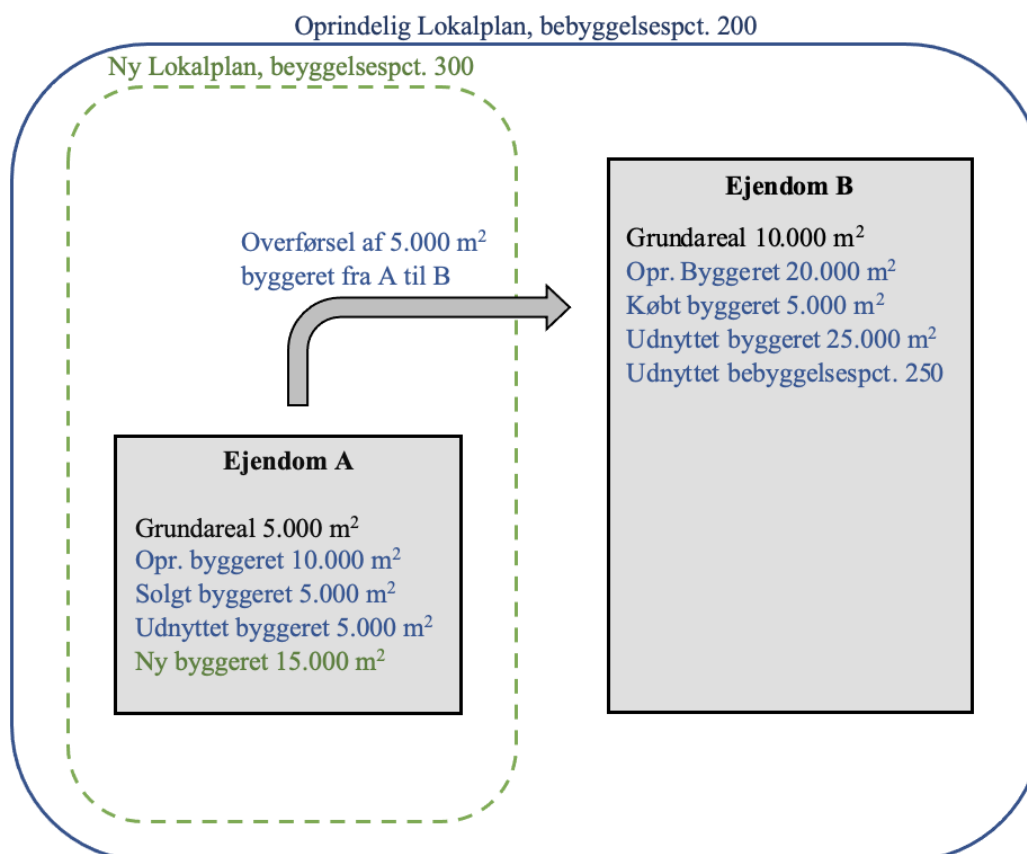 Oprindelig Lokalplan, bebyggelsespct. 200
Ny Lokalplan, beyggelsespct. 300
Overførsel af 5.000 m²
byggeret fra A til B
Ejendom A
Grundareal 5.000 m²
Opr. byggeret 10.000 m²
Solgt byggeret 5.000 m²
Udnyttet byggeret 5.000 m²
Ny byggeret 15.000 m²
Ejendom B
Grundareal 10.000 m²
Opr. Byggeret 20.000 m²
Købt byggeret 5.000 m²
Udnyttet byggeret 25.000 m²
Udnyttet bebyggelsespct. 250